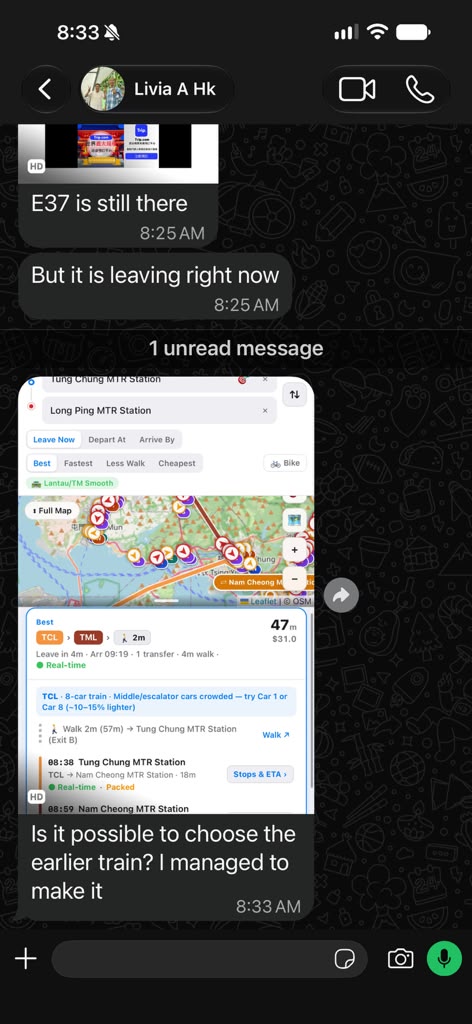 8:33
Livia A Hk
Trip.com
HD
E37 is still there
8:25 AM
But it is leaving right now
8:25 AM
1 unread message
Tung Chung MTR Station
Long Ping MTR Station
Leave Now Depart At Arrive By
Best Fastest Less Walk Cheapest Bike
Lantau/TM Smooth
Full Map
Nam Cheong M
Leaflet | © OSM
Best
47m
TCL › TML › 2m
$31.0
Leave in 4m · Arr 09:19 · 1 transfer · 4m walk ·
Real-time
TCL · 8-car train · Middle/escalator cars crowded — try Car 1 or
Car 8 (~10–15% lighter)
Walk 2m (57m) → Tung Chung MTR Station
(Exit B)
Walk ↗
08:38 Tung Chung MTR Station
TCL → Nam Cheong MTR Station · 18m
Stops & ETA ›
Real-time · Packed
HD
08:59 Nam Cheong MTR Station
Is it possible to choose the
earlier train? I managed to
make it
8:33 AM